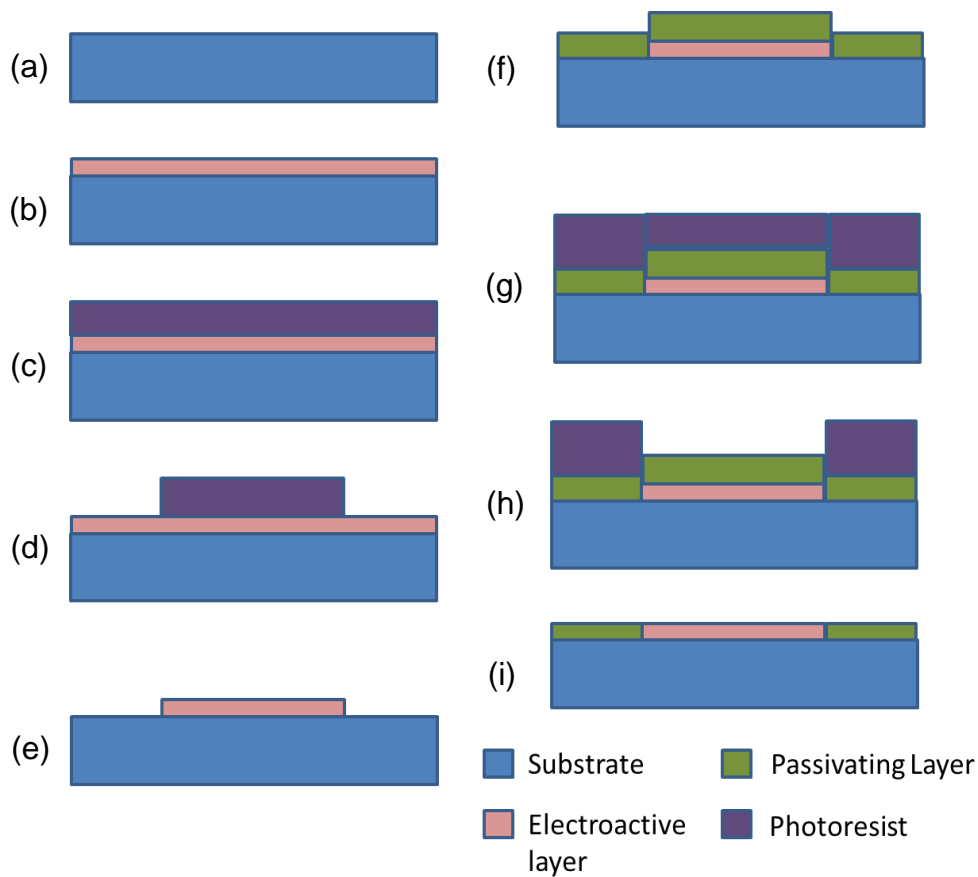 (a)
(b)
(c)
(d)
(e)
(f)
(g)
(h)
(i)
Substrate
Passivating Layer
Electroactive
layer
Photoresist